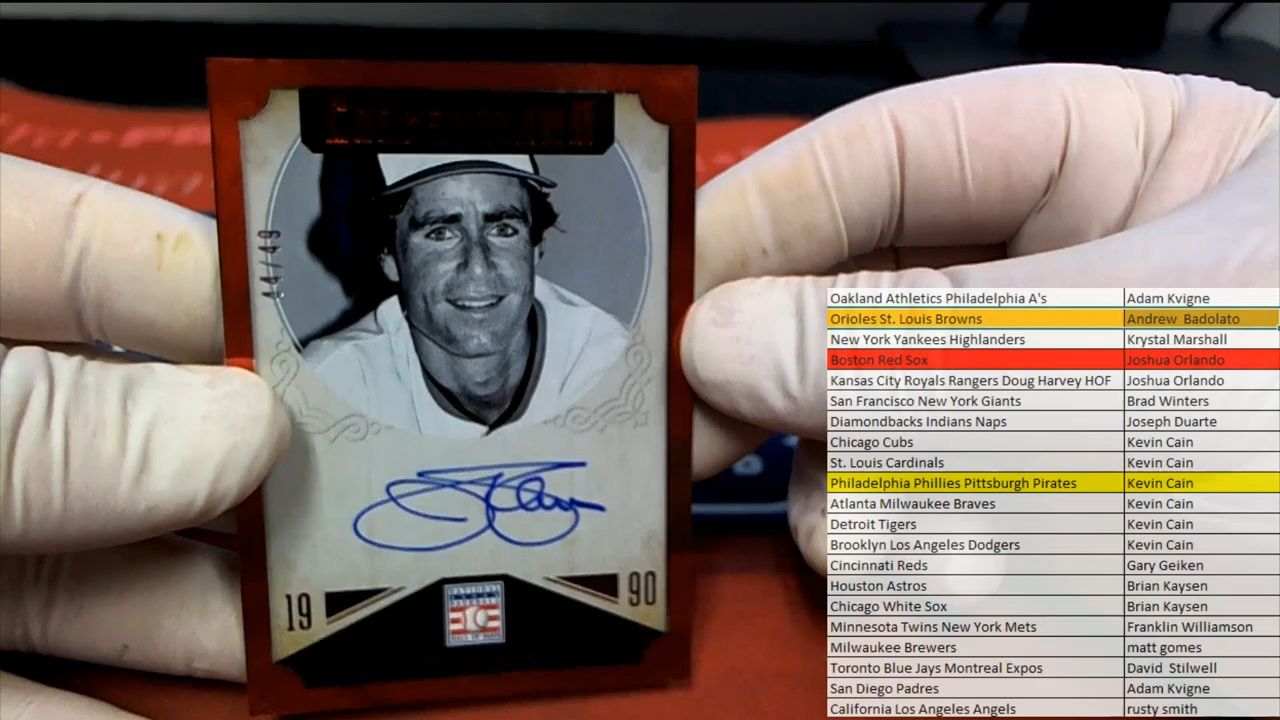 44/49
19 90
NATIONAL
BASEBALL
HALL OF FAME
Oakland Athletics Philadelphia A's Adam Kvigne
Orioles St. Louis Browns Andrew Badolato
New York Yankees Highlanders Krystal Marshall
Boston Red Sox Joshua Orlando
Kansas City Royals Rangers Doug Harvey HOF Joshua Orlando
San Francisco New York Giants Brad Winters
Diamondbacks Indians Naps Joseph Duarte
Chicago Cubs Kevin Cain
St. Louis Cardinals Kevin Cain
Philadelphia Phillies Pittsburgh Pirates Kevin Cain
Atlanta Milwaukee Braves Kevin Cain
Detroit Tigers Kevin Cain
Brooklyn Los Angeles Dodgers Kevin Cain
Cincinnati Reds Gary Geiken
Houston Astros Brian Kaysen
Chicago White Sox Brian Kaysen
Minnesota Twins New York Mets Franklin Williamson
Milwaukee Brewers matt gomes
Toronto Blue Jays Montreal Expos David Stilwell
San Diego Padres Adam Kvigne
California Los Angeles Angels rusty smith